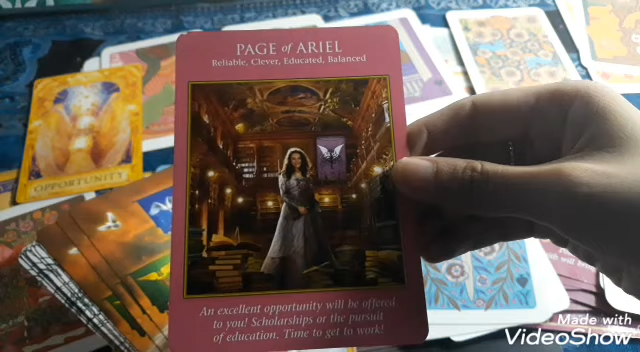 PAGE of ARIEL
Reliable, Clever, Educated, Balanced
OPPORTUNITY
An excellent opportunity will be offered
to you! Scholarships or the pursuit
of education. Time to get to work!
Made with
VideoShow